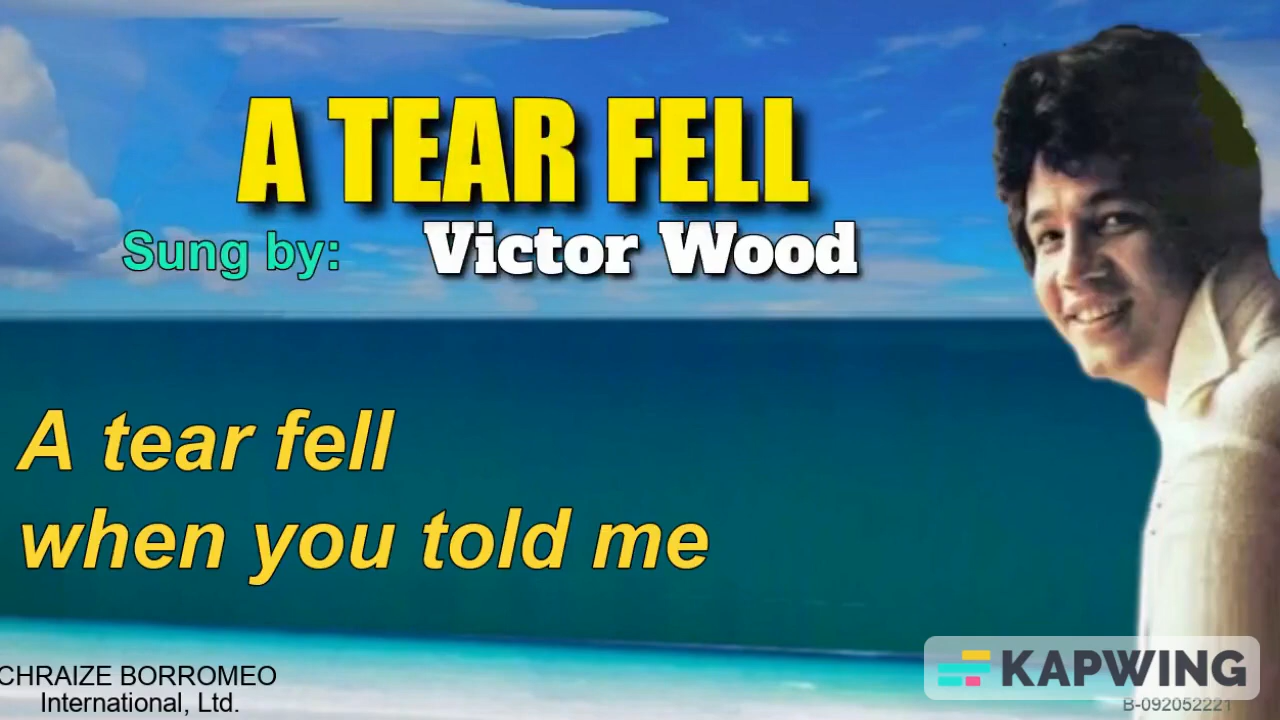 A TEAR FELL
Sung by: Victor Wood
A tear fell
when you told me
CHRAIZE BORROMEO
International, Ltd.
KAPWING
B-092052221